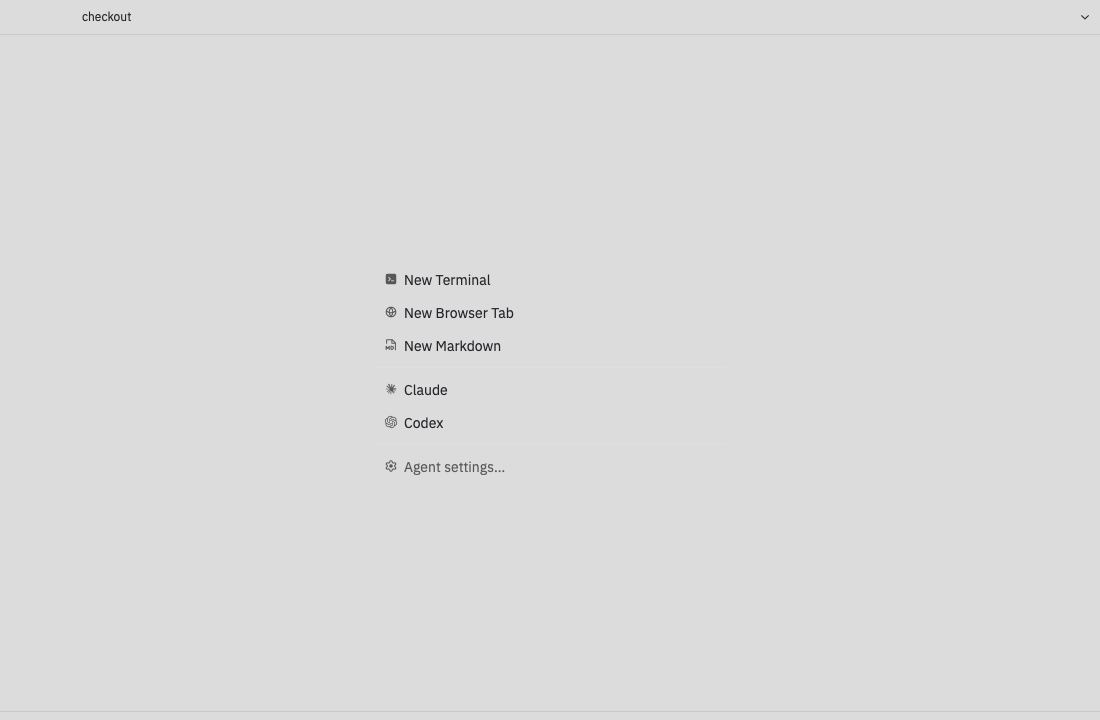 checkout
New Terminal
New Browser Tab
New Markdown
Claude
Codex
Agent settings...